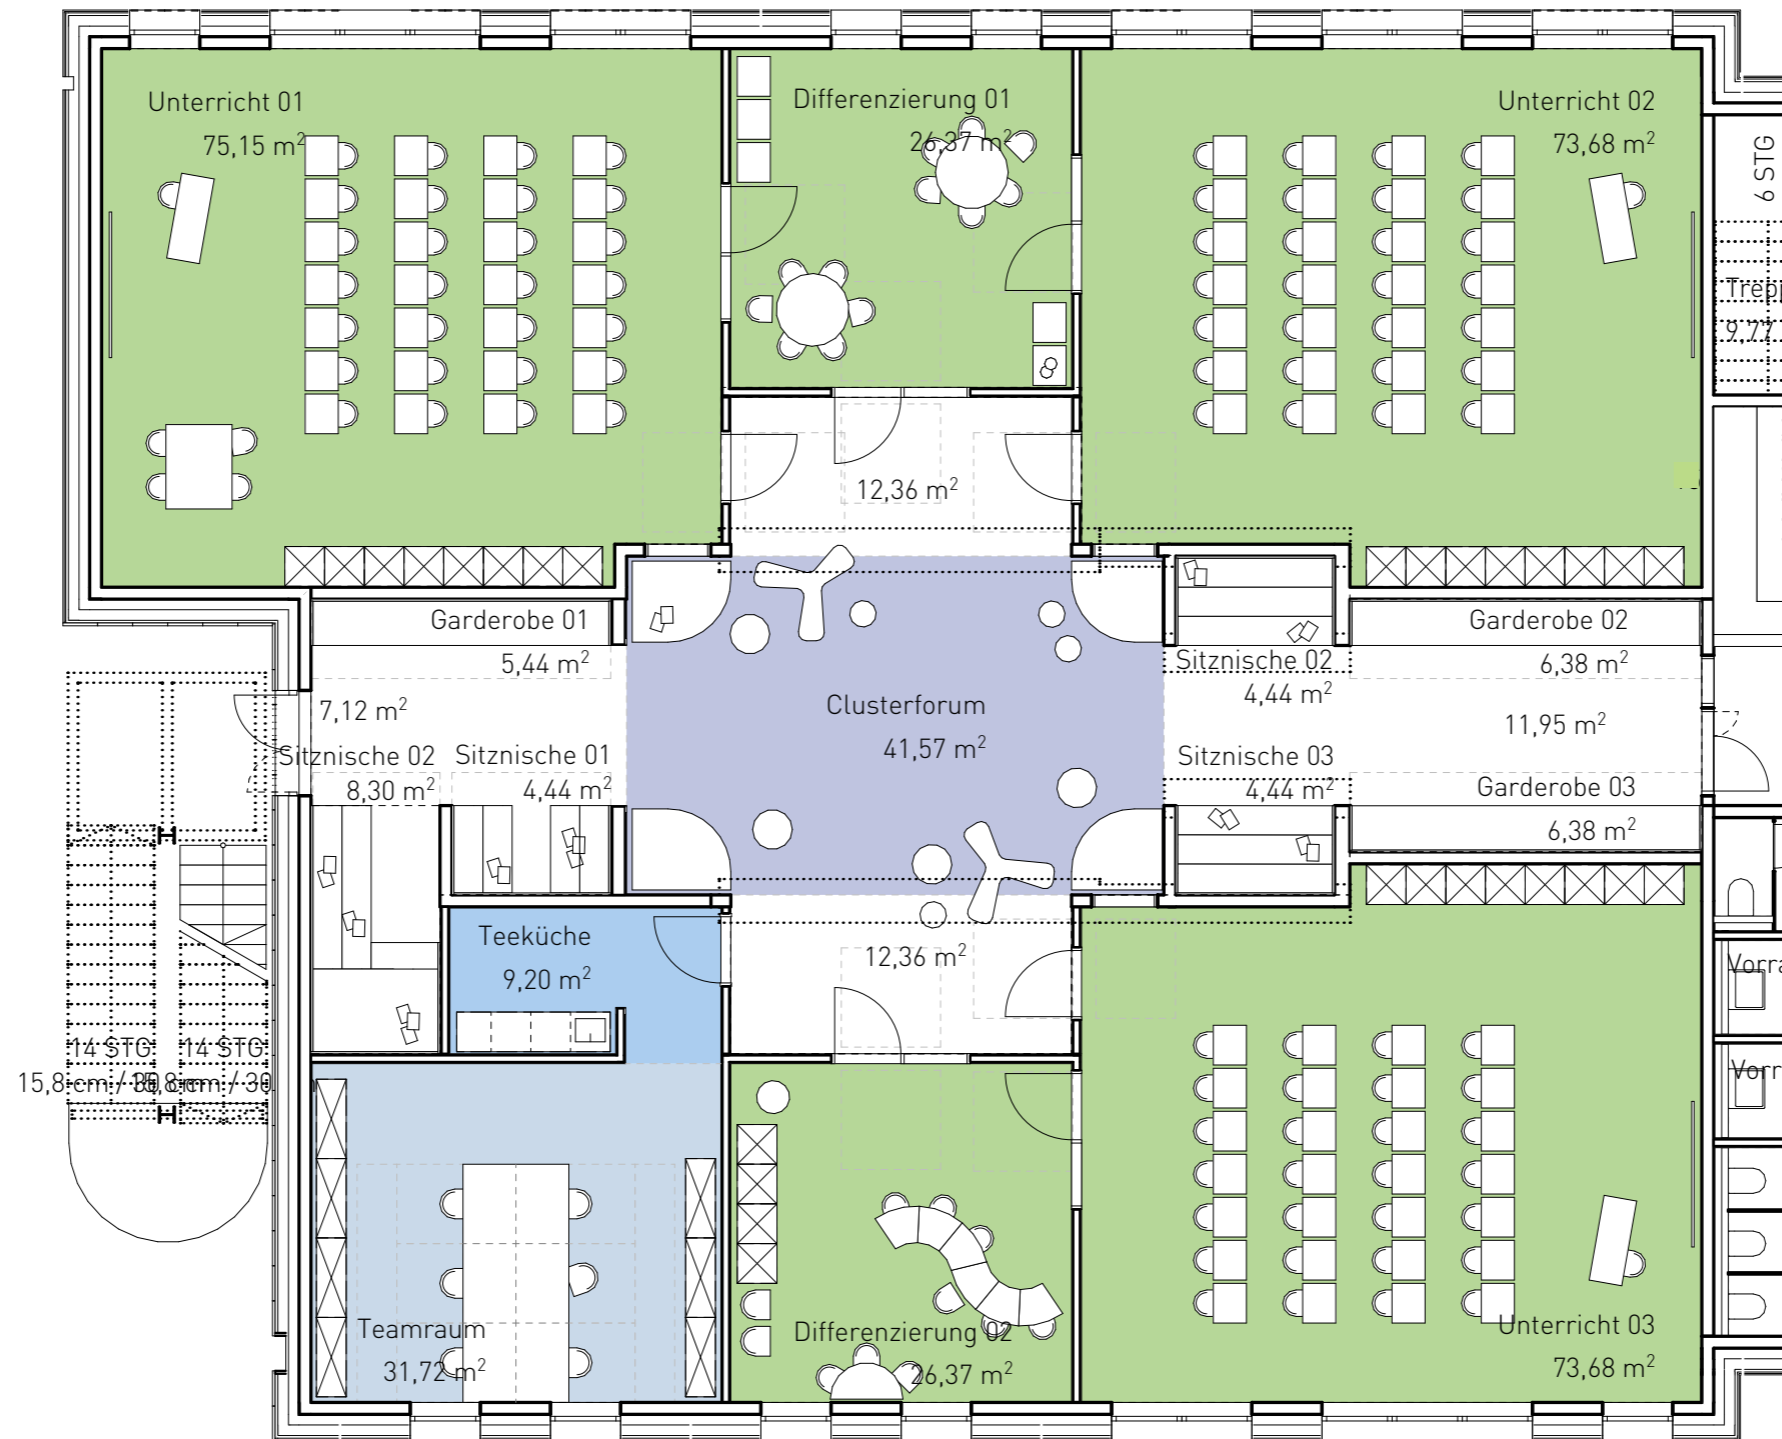 Unterricht 01
75,15 m²
Differenzierung 01
26,37 m²
Unterricht 02
73,68 m²
6 STG
9,77
12,36 m²
Garderobe 01
5,44 m²
7,12 m²
Sitznische 02
8,30 m²
Sitznische 01
4,44 m²
Clusterforum
41,57 m²
Sitznische 02
4,44 m²
Garderobe 02
6,38 m²
11,95 m²
Sitznische 03
4,44 m²
Garderobe 03
6,38 m²
Teeküche
9,20 m²
12,36 m²
14 STG
14 STG
Teamraum
31,72 m²
Differenzierung 02
26,37 m²
Unterricht 03
73,68 m²